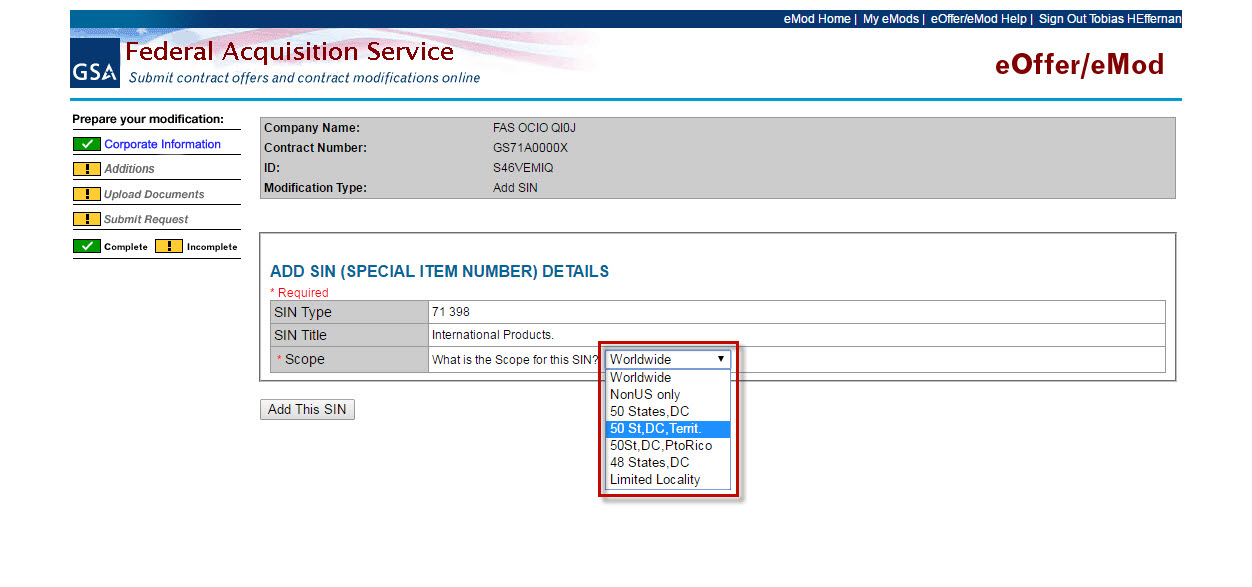 eMod Home | My eMods | eOffer/eMod Help | Sign Out Tobias HEffernan
GSA
Federal Acquisition Service
Submit contract offers and contract modifications online
eOffer/eMod
Prepare your modification:
Corporate Information
Additions
Upload Documents
Submit Request
Complete Incomplete
Company Name: FAS OCIO QI0J
Contract Number: GS71A0000X
ID: S46VEMIQ
Modification Type: Add SIN
ADD SIN (SPECIAL ITEM NUMBER) DETAILS
* Required
SIN Type 71 398
SIN Title International Products.
* Scope What is the Scope for this SIN? Worldwide
Worldwide
NonUS only
50 States,DC
50 St,DC,Territ.
50St,DC,PtoRico
48 States,DC
Limited Locality
Add This SIN